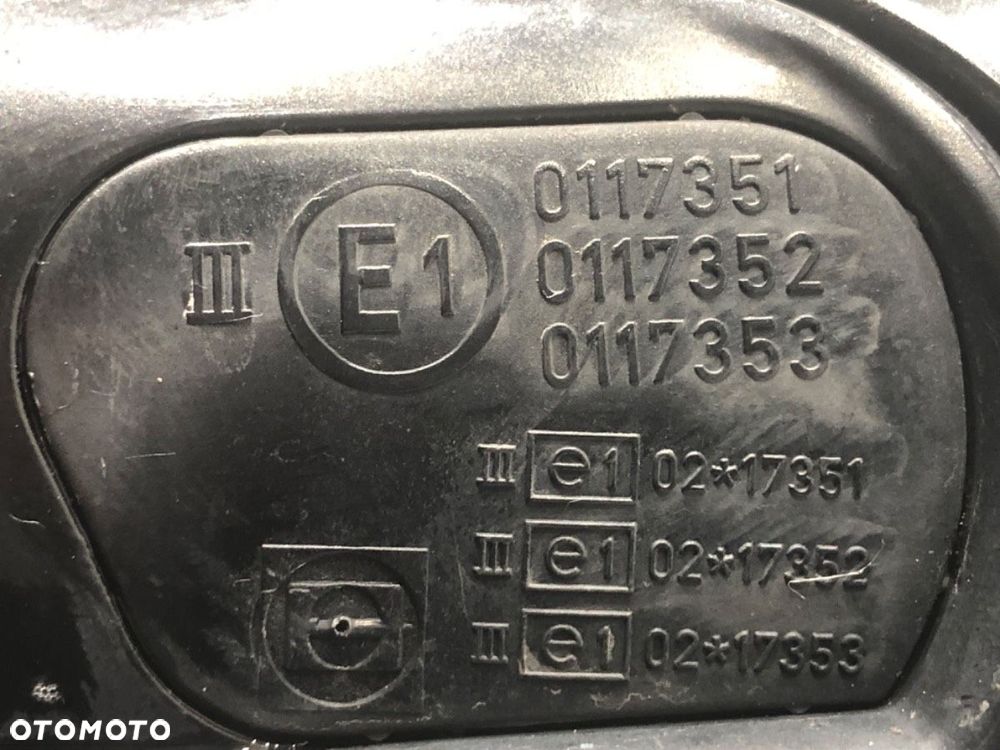 0117351
III E1 0117352
0117353
III e1 02*17351
III e1 02*17352
III e1 02*17353
OTOMOTO